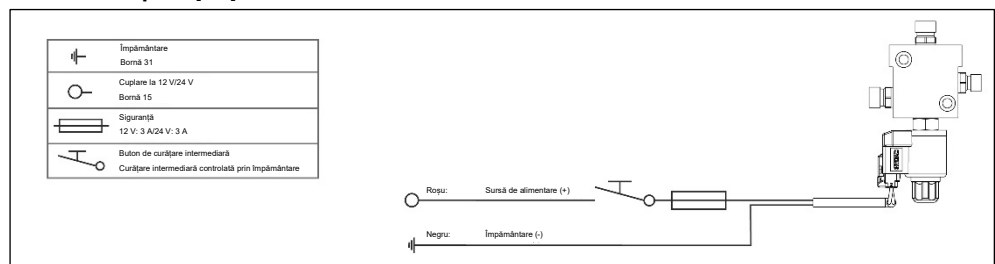 Împământare
Bornă 31
Cuplare la 12 V/24 V
Bornă 15
Siguranță
12 V: 3 A/24 V: 3 A
Buton de curățare intermediară
Curățare intermediară controlată prin împământare
Roșu: Sursă de alimentare (+)
Negru: Împământare (-)